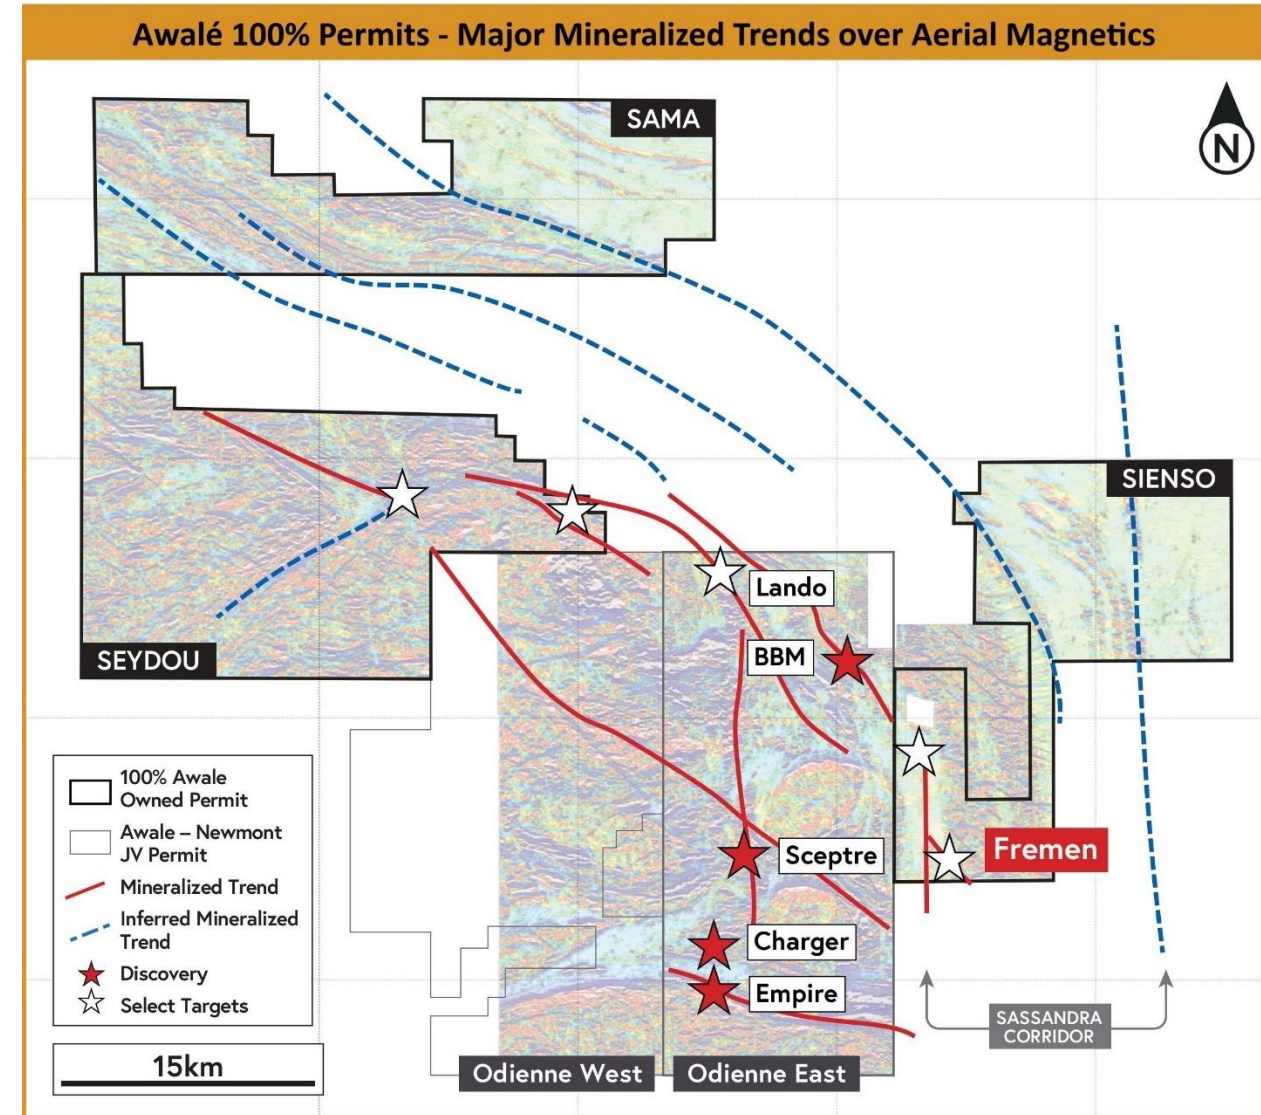 Awalé 100% Permits - Major Mineralized Trends over Aerial Magnetics
SAMA
N
SIENSO
Lando
SEYDOU
BBM
100% Awale
Owned Permit
Awale – Newmont
JV Permit
Mineralized Trend
Inferred Mineralized
Trend
Discovery
Select Targets
Fremen
Sceptre
Charger
Empire
SASSANDRA
CORRIDOR
15km
Odienne West
Odienne East